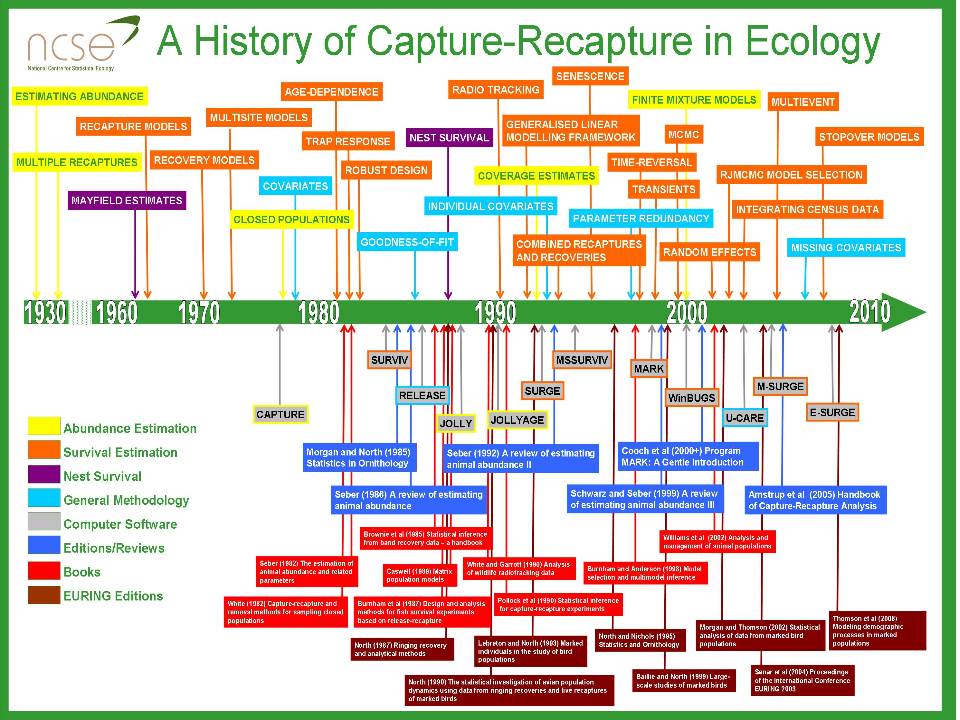 ncse
National Centre for Statistical Ecology
A History of Capture-Recapture in Ecology
SENESCENCE
AGE-DEPENDENCE
RADIO TRACKING
ESTIMATING ABUNDANCE
FINITE MIXTURE MODELS
MULTIEVENT
RECAPTURE MODELS
MULTISITE MODELS
GENERALISED LINEAR
MODELLING FRAMEWORK
MCMC
STOPOVER MODELS
TRAP RESPONSE
NEST SURVIVAL
MULTIPLE RECAPTURES
RECOVERY MODELS
ROBUST DESIGN
TIME-REVERSAL
COVERAGE ESTIMATES
RJMCMC MODEL SELECTION
COVARIATES
TRANSIENTS
MAYFIELD ESTIMATES
INDIVIDUAL COVARIATES
INTEGRATING CENSUS DATA
CLOSED POPULATIONS
PARAMETER REDUNDANCY
GOODNESS-OF-FIT
COMBINED RECAPTURES
AND RECOVERIES
RANDOM EFFECTS
MISSING COVARIATES
1930
1960
1970
1980
1990
2000
2010
SURVIV
MSSURVIV
MARK
RELEASE
SURGE
M-SURGE
WinBUGS
CAPTURE
JOLLY
JOLLYAGE
U-CARE
E-SURGE
Abundance Estimation
Survival Estimation
Nest Survival
General Methodology
Computer Software
Editions/Reviews
Books
EURING Editions
Morgan and North (1985)
Statistics in Ornithology
Seber (1992) A review of estimating
animal abundance II
Cooch et al (2000+) Program
MARK: A Gentle Introduction
Seber (1986) A review of estimating
animal abundance
Schwarz and Seber (1999) A review
of estimating animal abundance III
Amstrup et al (2005) Handbook
of Capture-Recapture Analysis
Brownie et al (1985) Statistical inference
from band recovery data – a handbook
Williams et al (2002) Analysis and
management of animal populations
Seber (1982) The estimation of
animal abundance and related
parameters
Caswell (1989) Matrix
population models
White and Garrott (1990) Analysis
of wildlife radiotracking data
Burnham and Anderson (1998) Model
selection and multimodel inference
White (1982) Capture-recapture and
removal methods for sampling closed
populations
Burnham et al (1987) Design and analysis
methods for fish survival experiments
based on release-recapture
Pollock et al (1990) Statistical inference
for capture-recapture experiments
North (1987) Ringing recovery
and analytical methods
Lebreton and North (1993) Marked
individuals in the study of bird
populations
North and Nichols (1995)
Statistics and Ornithology
Morgan and Thomson (2002) Statistical
analysis of data from marked bird
populations
Thomson et al (2008)
Modeling demographic
processes in marked
populations
North (1990) The statistical investigation of avian population
dynamics using data from ringing recoveries and live recaptures
of marked birds
Baillie and North (1999) Large-
scale studies of marked birds
Senar et al (2004) Proceedings
of the International Conference
EURING 2003